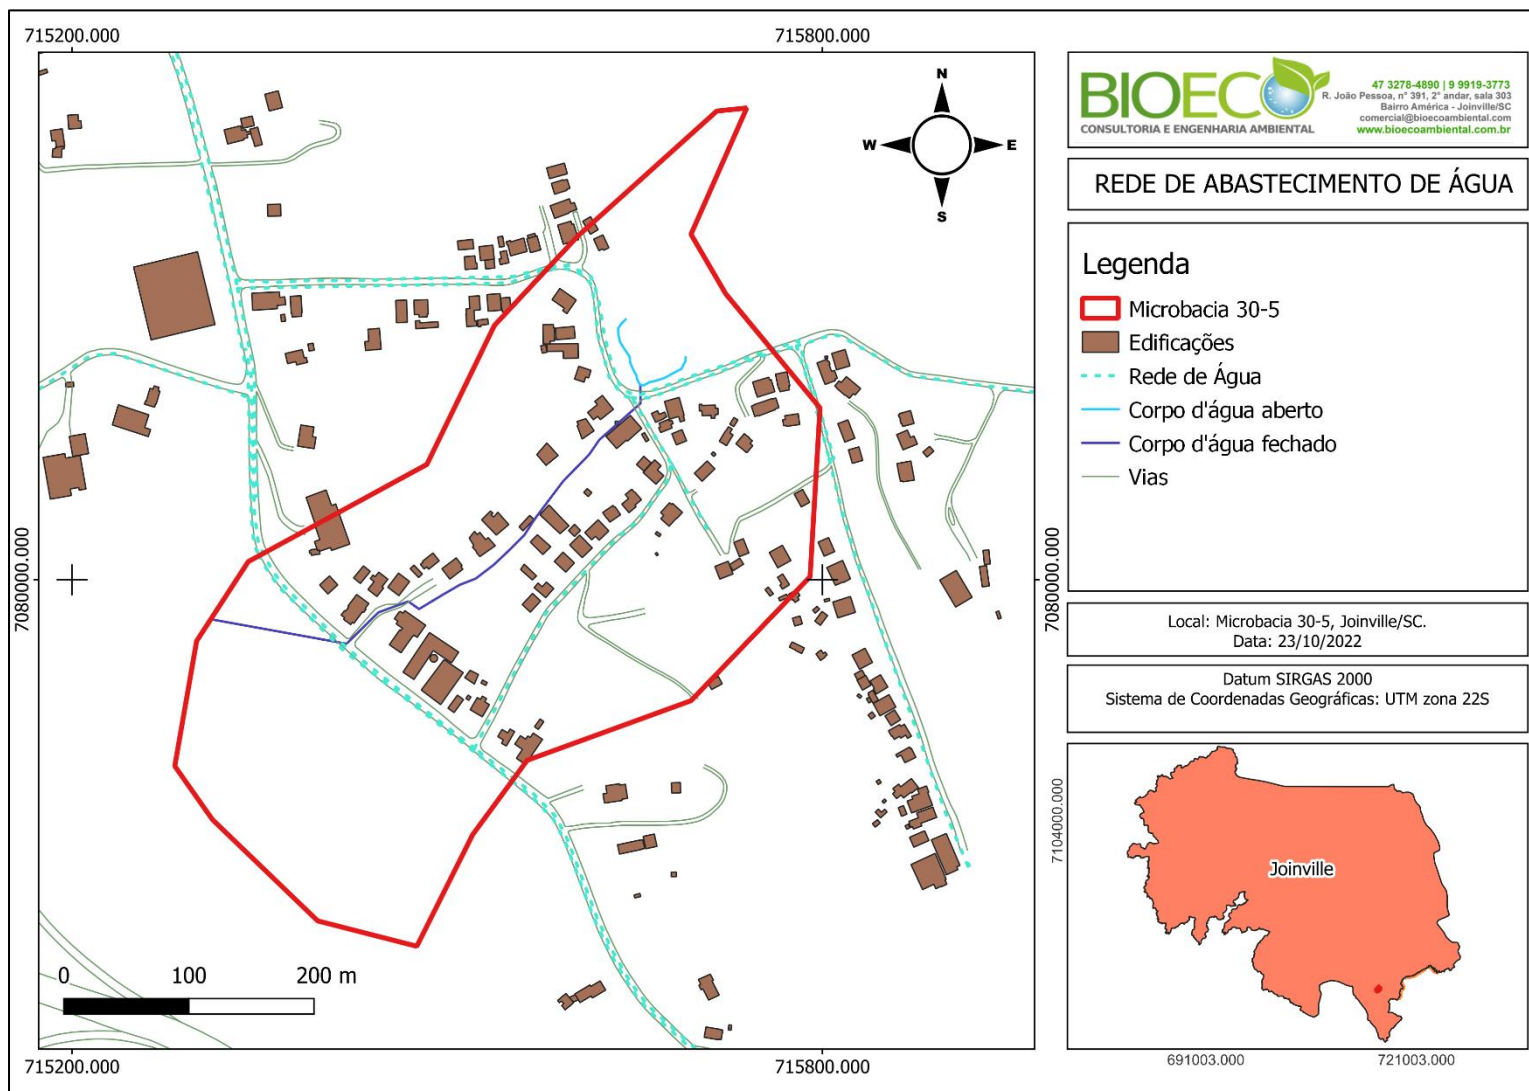 715200.000
715800.000
N
W
E
S
7080000.000
7080000.000
0
100
200 m
715200.000
715800.000
BIOECO
CONSULTORIA E ENGENHARIA AMBIENTAL
47 3278-4890 | 9 9919-3773
R. João Pessoa, n° 391, 2° andar, sala 303
Bairro América - Joinville/SC
comercial@bioecoambiental.com
www.bioecoambiental.com.br
REDE DE ABASTECIMENTO DE ÁGUA
Legenda
Microbacia 30-5
Edificações
Rede de Água
Corpo d'água aberto
Corpo d'água fechado
Vias
Local: Microbacia 30-5, Joinville/SC.
Data: 23/10/2022
Datum SIRGAS 2000
Sistema de Coordenadas Geográficas: UTM zona 22S
7104000.000
Joinville
691003.000
721003.000